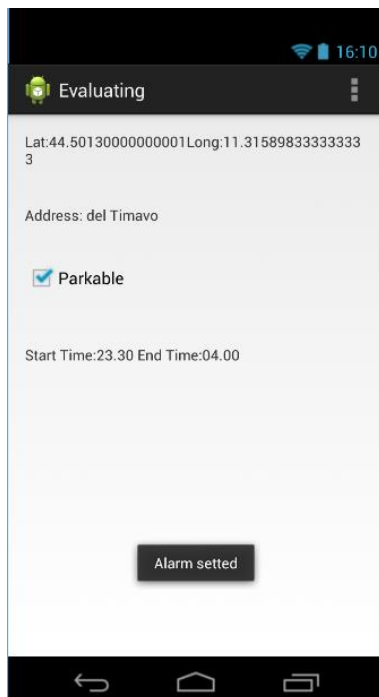 16:10
Evaluating
Lat:44.50130000000001Long:11.31589833333333
3
Address: del Timavo
Parkable
Start Time:23.30 End Time:04.00
Alarm setted